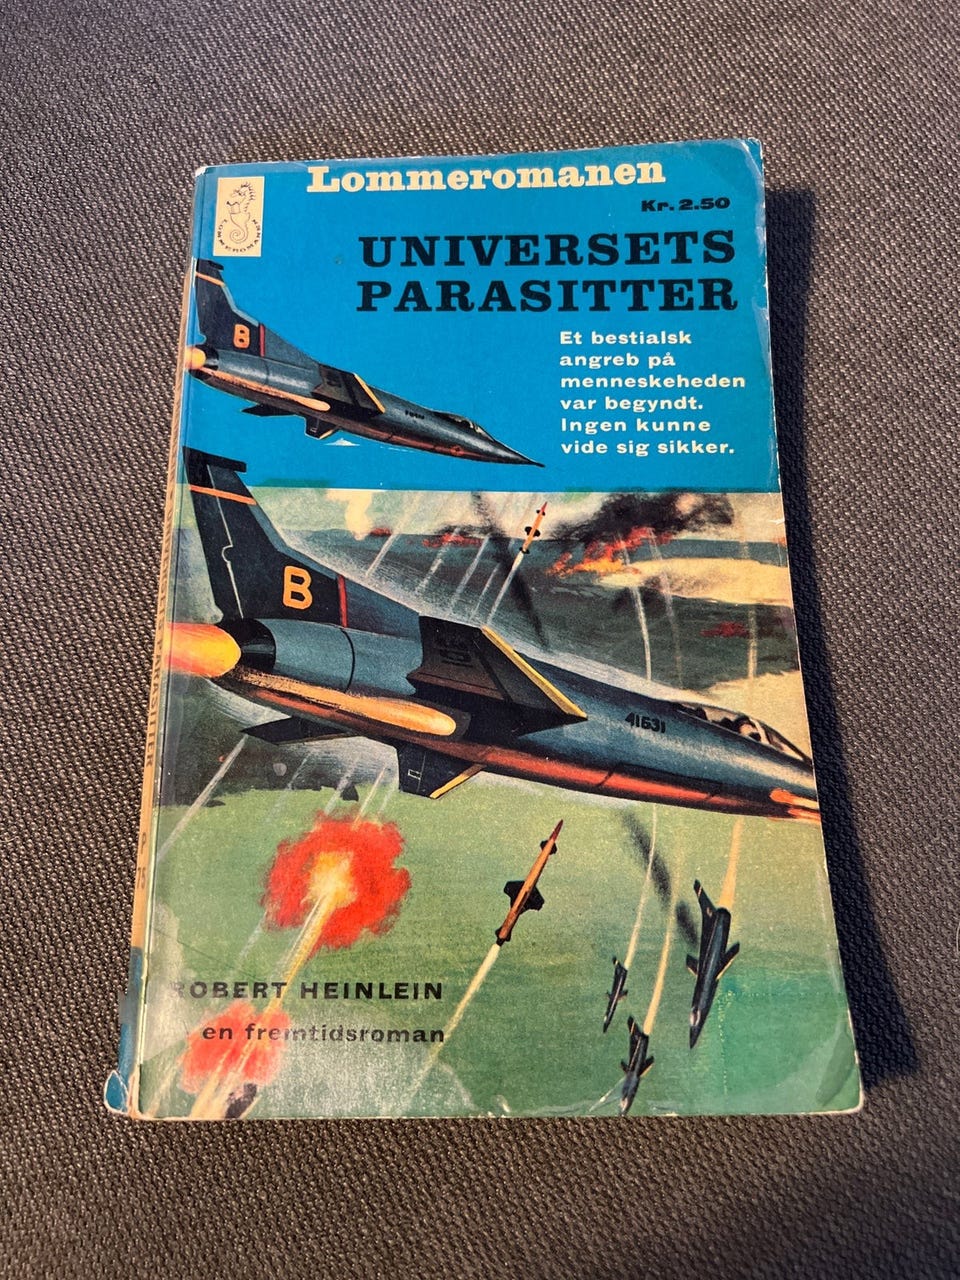 Lommeromanen
Kr. 2.50
LOMMEROMANEN
UNIVERSETS
PARASITTER
Et bestialsk
angreb på
menneskeheden
var begyndt.
Ingen kunne
vide sig sikker.
B
B
41631
ROBERT HEINLEIN
en fremtidsroman